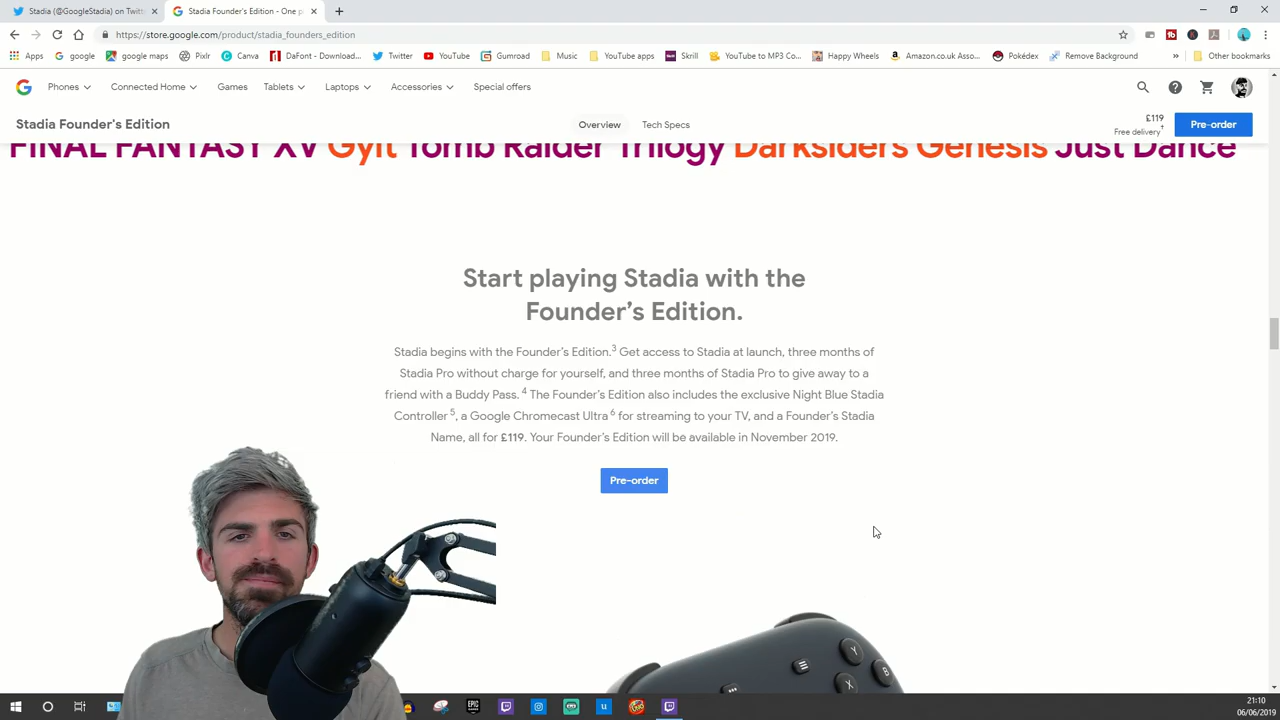 Stadia (@GoogleStadia) on Twitt
Stadia Founder's Edition - One p
https://store.google.com/product/stadia_founders_edition
Apps google google maps Pixlr Canva DaFont - Download... Twitter YouTube Gumroad Music YouTube apps Skrill YouTube to MP3 Co... Happy Wheels Amazon.co.uk Asso... Pokédex Remove Background » Other bookmarks
Phones Connected Home Games Tablets Laptops Accessories Special offers
Stadia Founder's Edition
Overview Tech Specs
£119
Free delivery†
Pre-order
FINAL FANTASY XV Gylt Tomb Raider Trilogy Darksiders Genesis Just Dance
Start playing Stadia with the
Founder's Edition.
Stadia begins with the Founder's Edition.3 Get access to Stadia at launch, three months of
Stadia Pro without charge for yourself, and three months of Stadia Pro to give away to a
friend with a Buddy Pass. 4 The Founder's Edition also includes the exclusive Night Blue Stadia
Controller 5, a Google Chromecast Ultra 6 for streaming to your TV, and a Founder's Stadia
Name, all for £119. Your Founder's Edition will be available in November 2019.
Pre-order
Y
B
X
EPIC
21:10
06/06/2019